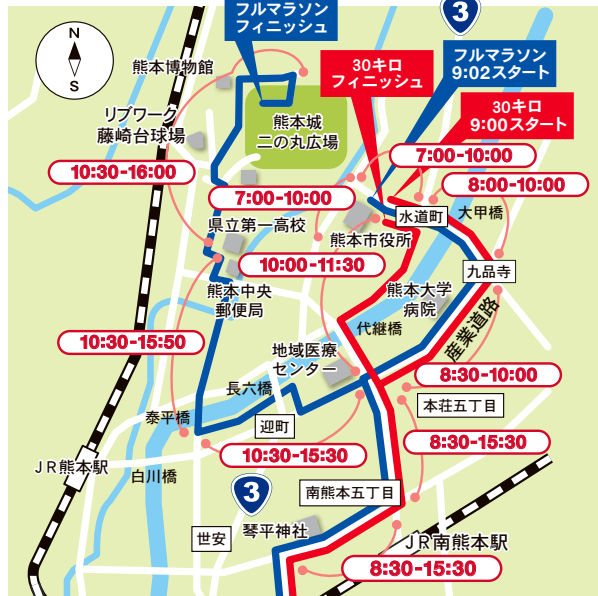 フルマラソン
フィニッシュ
3
N
S
熊本博物館
30キロ
フィニッシュ
フルマラソン
9:02スタート
リブワーク
藤崎台球場
熊本城
二の丸広場
30キロ
9:00スタート
10:30-16:00
7:00-10:00
7:00-10:00
8:00-10:00
県立第一高校
熊本市役所
水道町
大甲橋
10:00-11:30
九品寺
熊本中央
郵便局
熊本大学
病院
代継橋
産業道路
10:30-15:50
地域医療
センター
8:30-10:00
長六橋
本荘五丁目
泰平橋
迎町
8:30-15:30
10:30-15:30
JR熊本駅
白川橋
3
南熊本五丁目
世安
琴平神社
JR南熊本駅
8:30-15:30